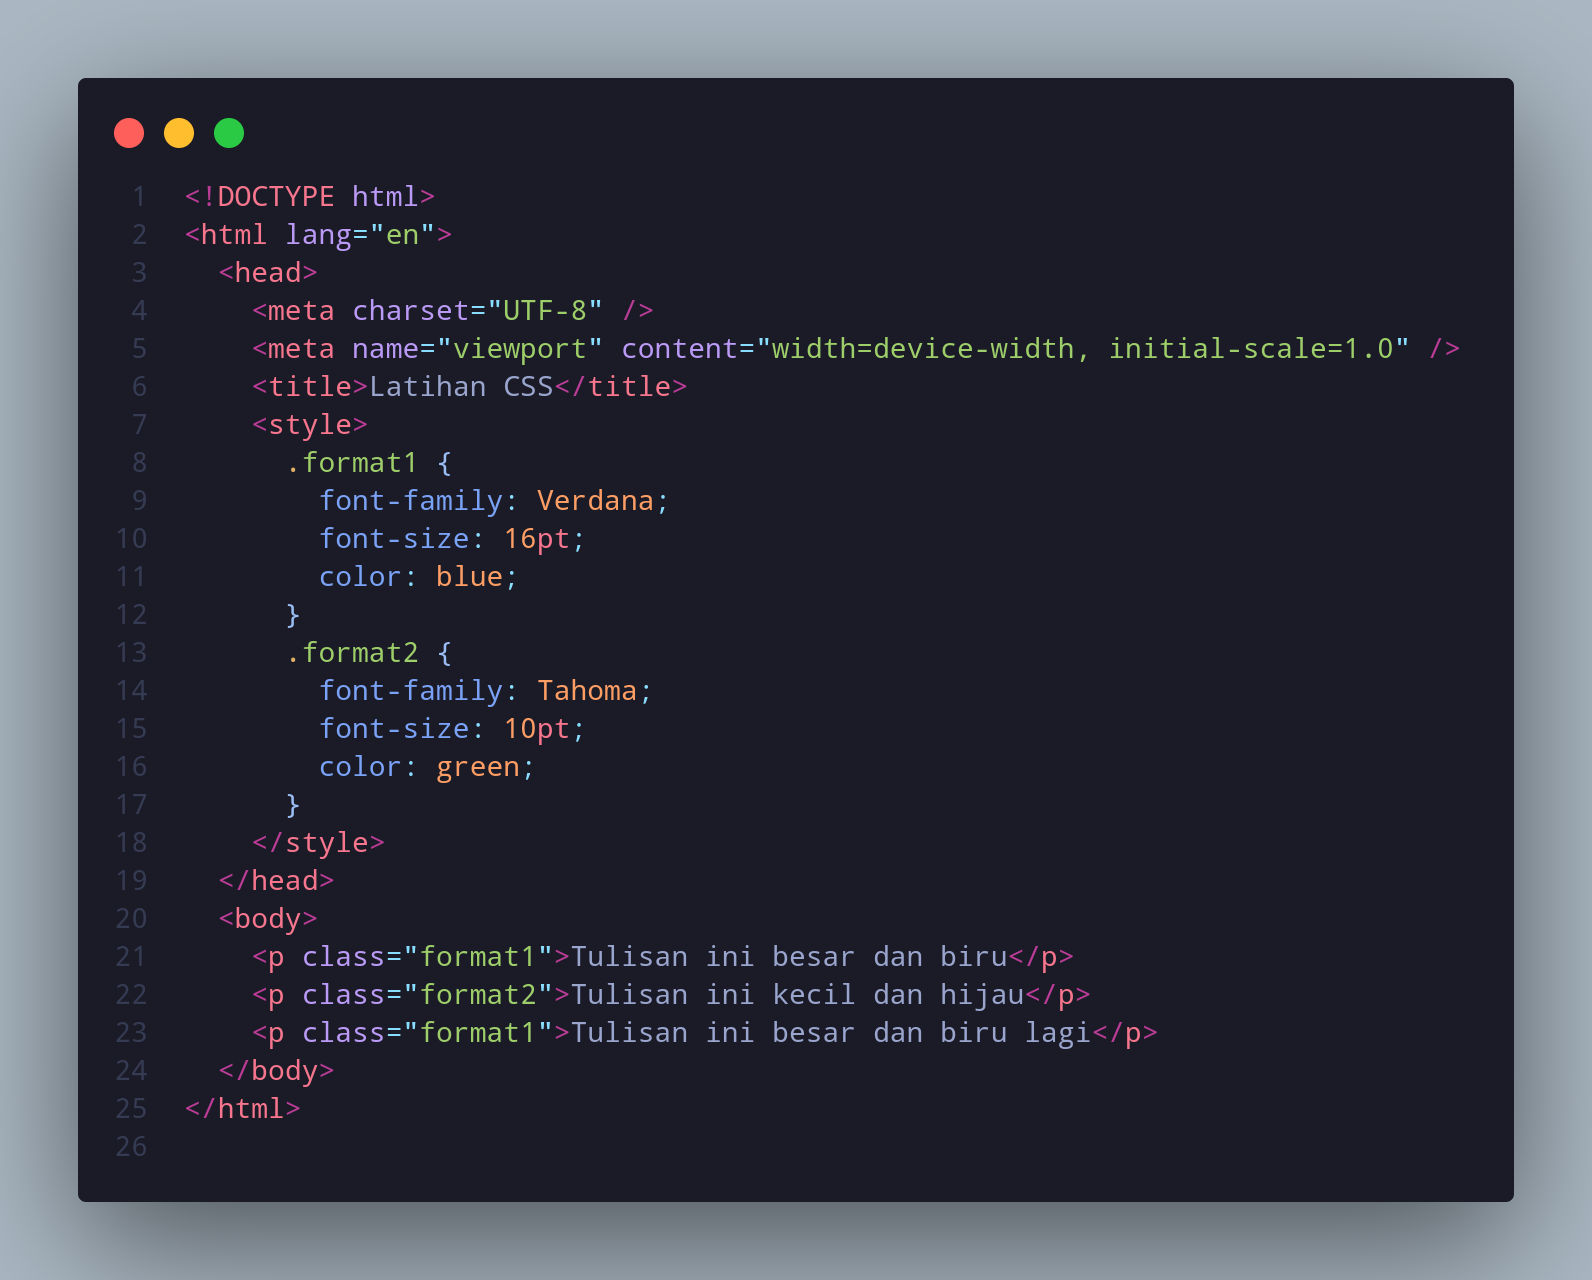 1 <!DOCTYPE html>
2 <html lang="en">
3   <head>
4     <meta charset="UTF-8" />
5     <meta name="viewport" content="width=device-width, initial-scale=1.0" />
6     <title>Latihan CSS</title>
7     <style>
8       .format1 {
9         font-family: Verdana;
10         font-size: 16pt;
11         color: blue;
12       }
13       .format2 {
14         font-family: Tahoma;
15         font-size: 10pt;
16         color: green;
17       }
18     </style>
19   </head>
20   <body>
21     <p class="format1">Tulisan ini besar dan biru</p>
22     <p class="format2">Tulisan ini kecil dan hijau</p>
23     <p class="format1">Tulisan ini besar dan biru lagi</p>
24   </body>
25 </html>
26